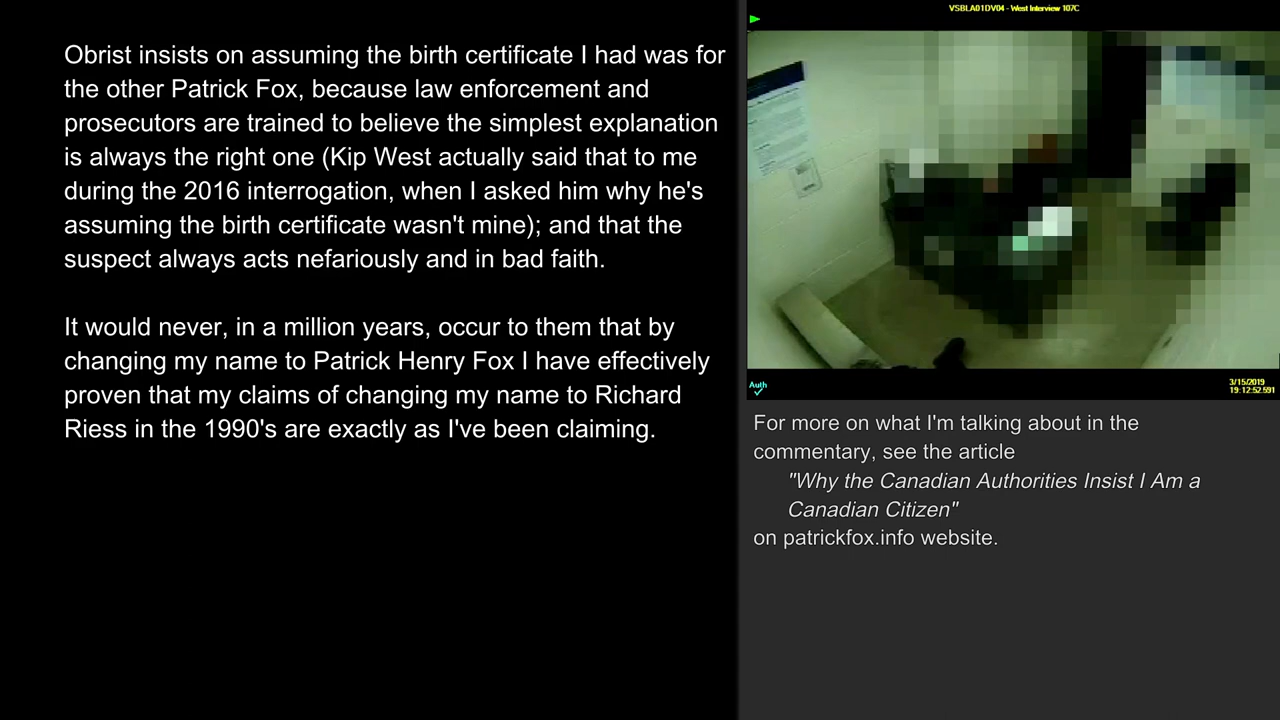 VSBLA01DV04 - West Interview 107C
Obrist insists on assuming the birth certificate I had was for
the other Patrick Fox, because law enforcement and
prosecutors are trained to believe the simplest explanation
is always the right one (Kip West actually said that to me
during the 2016 interrogation, when I asked him why he's
assuming the birth certificate wasn't mine); and that the
suspect always acts nefariously and in bad faith.
It would never, in a million years, occur to them that by
changing my name to Patrick Henry Fox I have effectively
proven that my claims of changing my name to Richard
Riess in the 1990's are exactly as I've been claiming.
Auth
3/15/2019
19:12:52.591
For more on what I'm talking about in the
commentary, see the article
"Why the Canadian Authorities Insist I Am a
Canadian Citizen"
on patrickfox.info website.